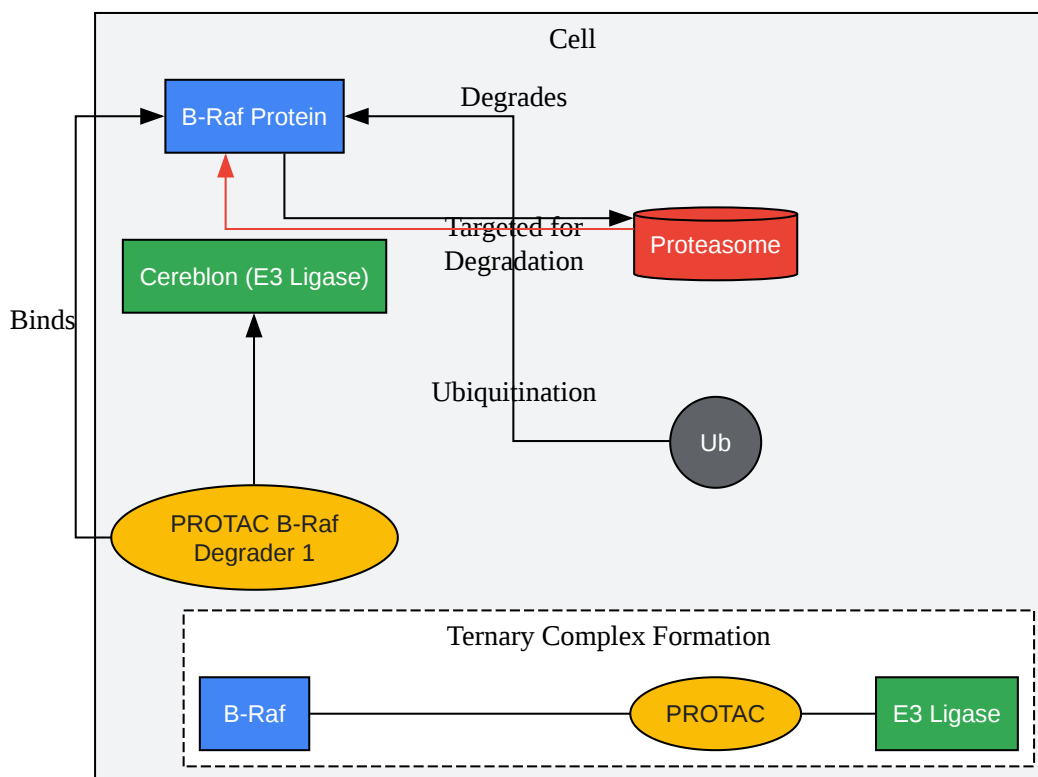 Cell
Degrades
B-Raf Protein
Targeted for
Degradation
Proteasome
Cereblon (E3 Ligase)
Binds
Ubiquitination
Ub
PROTAC B-Raf
Degrader 1
Ternary Complex Formation
B-Raf
PROTAC
E3 Ligase